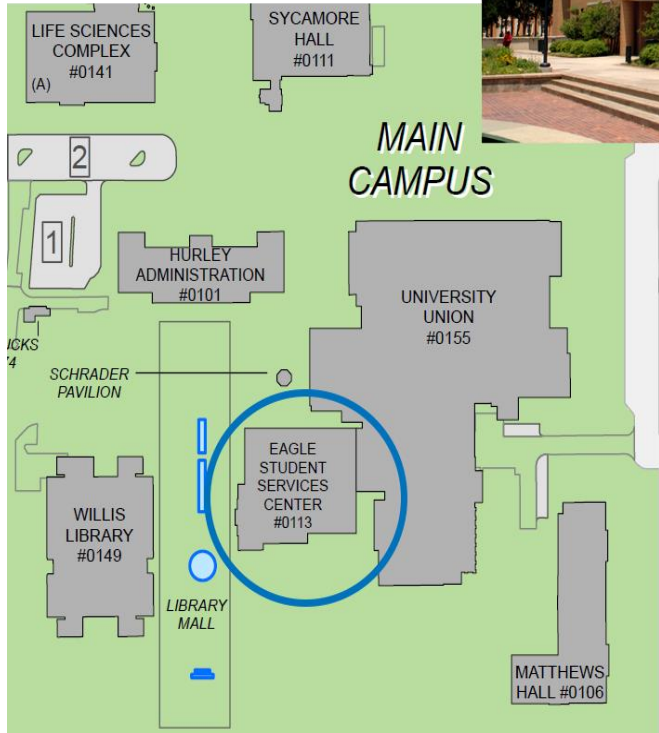 LIFE SCIENCES
COMPLEX
#0141
(A)
SYCAMORE
HALL
#0111
MAIN
CAMPUS
2
1
HURLEY
ADMINISTRATION
#0101
UNIVERSITY
UNION
#0155
SCHRADER
PAVILION
EAGLE
STUDENT
SERVICES
CENTER
#0113
WILLIS
LIBRARY
#0149
LIBRARY
MALL
MATTHEWS
HALL #0106